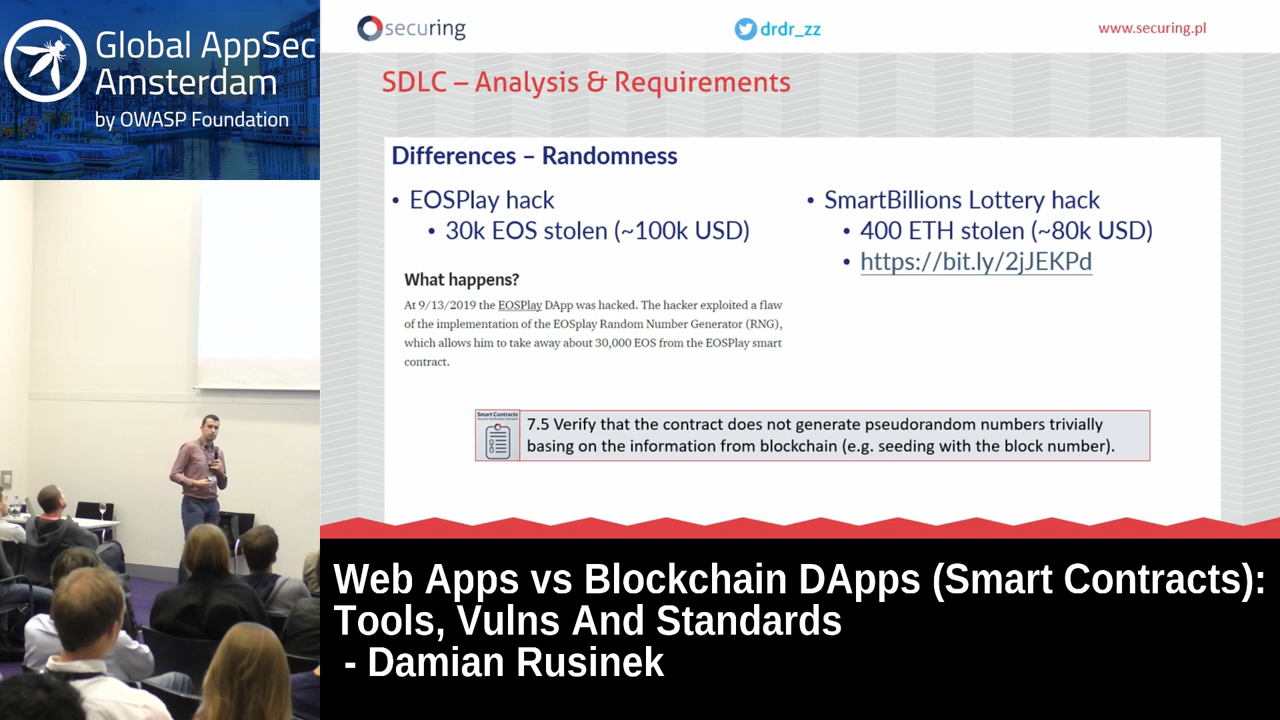 Global AppSec
Amsterdam
by OWASP Foundation
securing
drdr_zz
www.securing.pl
SDLC – Analysis & Requirements
Differences – Randomness
• EOSPlay hack
• 30k EOS stolen (~100k USD)
What happens?
At 9/13/2019 the EOSPlay DApp was hacked. The hacker exploited a flaw
of the implementation of the EOSplay Random Number Generator (RNG),
which allows him to take away about 30,000 EOS from the EOSPlay smart
contract.
• SmartBillions Lottery hack
• 400 ETH stolen (~80k USD)
• https://bit.ly/2jJEKPd
Smart Contracts
7.5 Verify that the contract does not generate pseudorandom numbers trivially
basing on the information from blockchain (e.g. seeding with the block number).
Web Apps vs Blockchain DApps (Smart Contracts):
Tools, Vulns And Standards
- Damian Rusinek